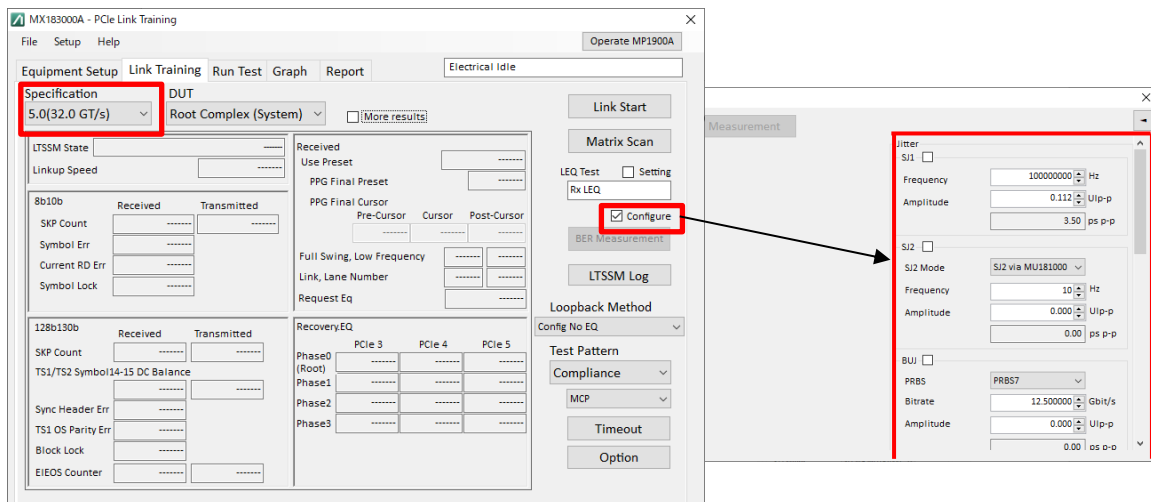 MX183000A - PCIe Link Training
File Setup Help
Operate MP1900A
Equipment Setup Link Training Run Test Graph Report
Electrical Idle
Specification
5.0(32.0 GT/s)
DUT
Root Complex (System)
More results
Link Start
Matrix Scan
LEQ Test
Setting
Rx LEQ
Configure
BER Measurement
LTSSM Log
Loopback Method
Config No EQ
Test Pattern
Compliance
MCP
Timeout
Option
LTSSM State ------
Linkup Speed -------
8b10b Received Transmitted
SKP Count ------- -------
Symbol Err -------
Current RD Err -------
Symbol Lock -------
128b130b Received Transmitted
SKP Count ------- -------
TS1/TS2 Symbol14-15 DC Balance
------- -------
Sync Header Err -------
TS1 OS Parity Err -------
Block Lock -------
EIEOS Counter ------- -------
Received
Use Preset -------
PPG Final Preset -------
PPG Final Cursor
Pre-Cursor Cursor Post-Cursor
------- ------- -------
Full Swing, Low Frequency ------- -------
Link, Lane Number ------- -------
Request Eq -------
Recovery.EQ
PCIe 3 PCIe 4 PCIe 5
Phase0 ------- ------- -------
(Root)
Phase1 ------- ------- -------
Phase2 ------- ------- -------
Phase3 ------- ------- -------
Measurement
Jitter
SJ1
Frequency 100000000 Hz
Amplitude 0.112 UIp-p
3.50 ps p-p
SJ2
SJ2 Mode SJ2 via MU181000
Frequency 10 Hz
Amplitude 0.000 UIp-p
0.00 ps p-p
BUJ
PRBS PRBS7
Bitrate 12.500000 Gbit/s
Amplitude 0.000 UIp-p
0.00 ps p-p